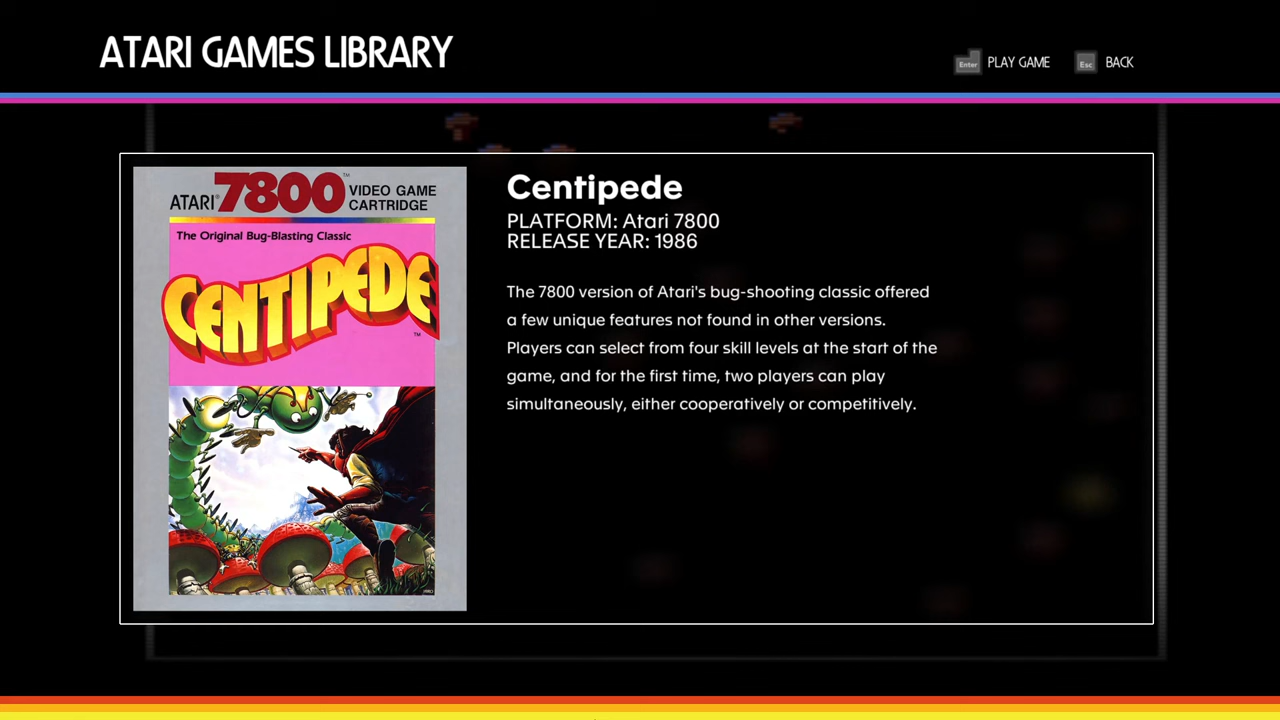 ATARI GAMES LIBRARY
Enter PLAY GAME Esc BACK
ATARI® 7800™ VIDEO GAME CARTRIDGE
The Original Bug-Blasting Classic
CENTIPEDE™
Centipede
PLATFORM: Atari 7800
RELEASE YEAR: 1986
The 7800 version of Atari's bug-shooting classic offered
a few unique features not found in other versions.
Players can select from four skill levels at the start of the
game, and for the first time, two players can play
simultaneously, either cooperatively or competitively.